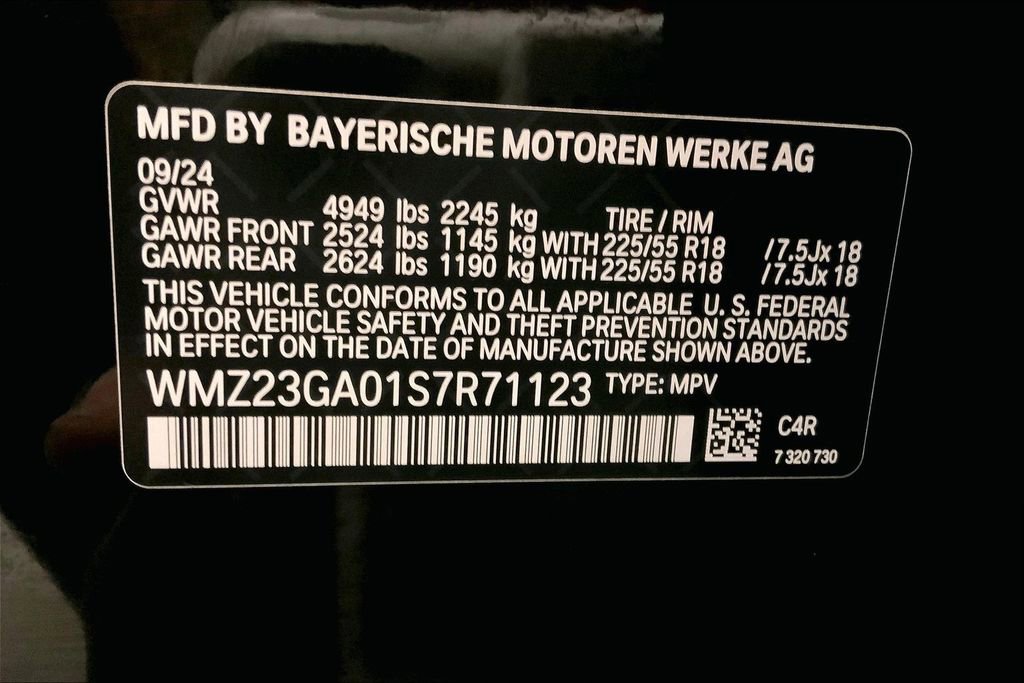 MFD BY BAYERISCHE MOTOREN WERKE AG
09/24
GVWR 4949 lbs 2245 kg TIRE / RIM
GAWR FRONT 2524 lbs 1145 kg WITH 225/55 R18 /7.5Jx 18
GAWR REAR 2624 lbs 1190 kg WITH 225/55 R18 /7.5Jx 18
THIS VEHICLE CONFORMS TO ALL APPLICABLE U. S. FEDERAL
MOTOR VEHICLE SAFETY AND THEFT PREVENTION STANDARDS
IN EFFECT ON THE DATE OF MANUFACTURE SHOWN ABOVE.
WMZ23GA01S7R71123 TYPE: MPV
C4R
7 320 730